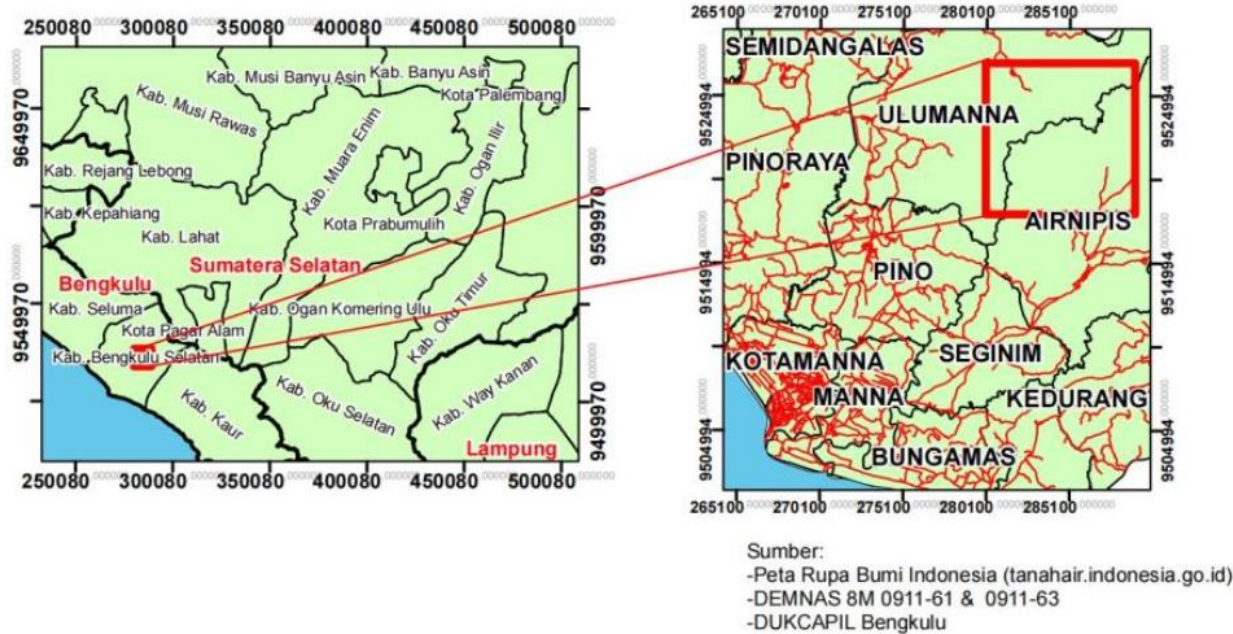 250080 300080 350080 400080 450080 500080
9649970
9599970
9549970
9499970
Kab. Musi Banyu Asin
Kab. Banyu Asin
Kota Palembang
Kab. Musi Rawas
Kab. Muara Enim
Kab. Ogan Ilir
Kab. Rejang Lebong
Kab. Kepahiang
Kota Prabumulih
Kab. Lahat
Sumatera Selatan
Bengkulu
Kab. Seluma
Kab. Ogan Komering Ulu
Kab. Oku Timur
Kota Pagar Alam
Kab. Bengkulu Selatan
Kab. Kaur
Kab. Oku Selatan
Kab. Way Kanan
Lampung
250080 300080 350080 400080 450080 500080
265100 270100 275100 280100 285100
9524994 9524994
9514994 9514994
9504994 9504994
SEMIDANGALAS
ULUMANNA
PINORAYA
AIRNIPIS
PINO
SEGINIM
KOTAMANNA
MANNA
KEDURANG
BUNGAMAS
265100 270100 275100 280100 285100
Sumber:
-Peta Rupa Bumi Indonesia (tanahair.indonesia.go.id)
-DEMNAS 8M 0911-61 & 0911-63
-DUKCAPIL Bengkulu